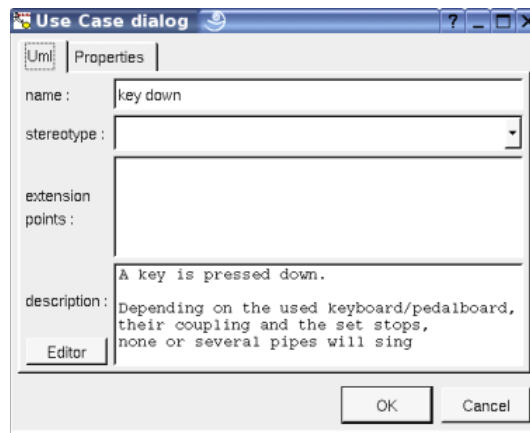 Use Case dialog
?
Uml Properties
name : key down
stereotype :
extension
points :
A key is pressed down.
Depending on the used keyboard/pedalboard,
description : their coupling and the set stops,
none or several pipes will sing
Editor
OK Cancel